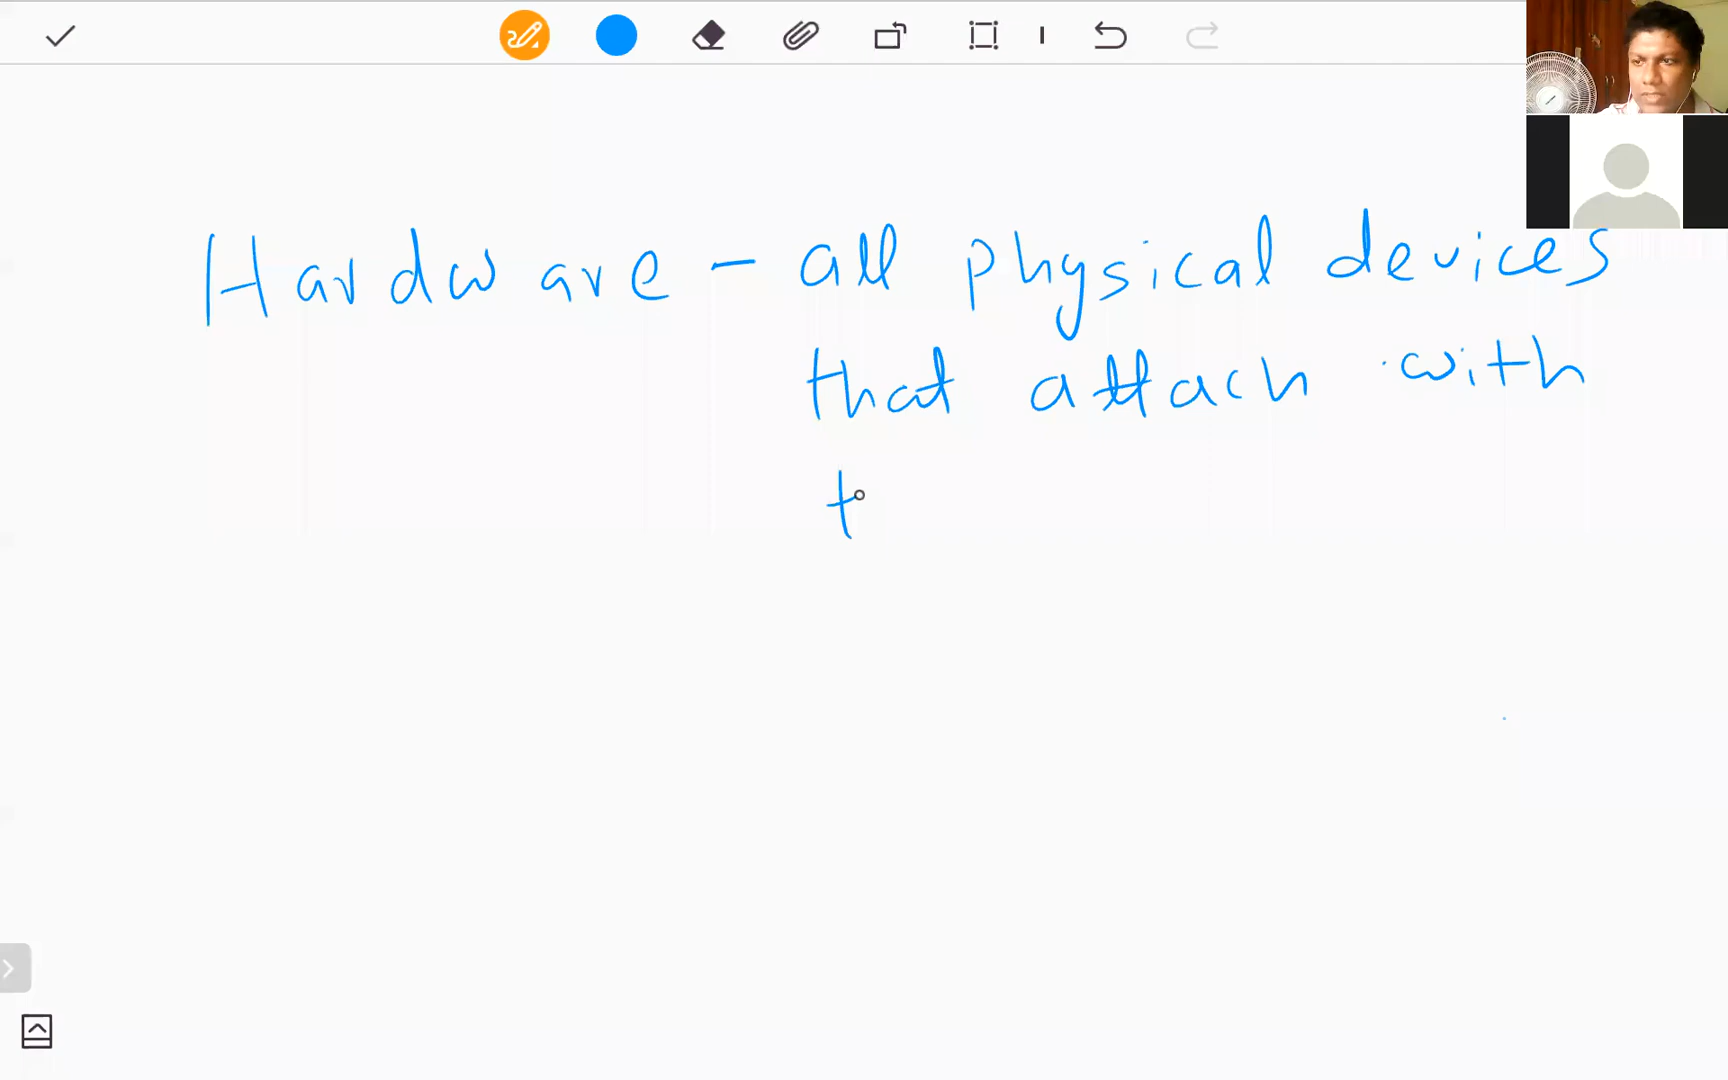 Hardware - all physical devices
that attach with
t